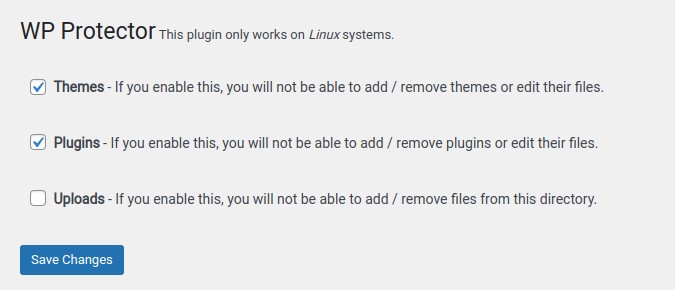 WP Protector This plugin only works on Linux systems.
Themes - If you enable this, you will not be able to add / remove themes or edit their files.
Plugins - If you enable this, you will not be able to add / remove plugins or edit their files.
Uploads - If you enable this, you will not be able to add / remove files from this directory.
Save Changes